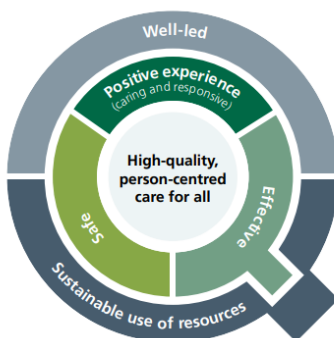 Well-led
Positive experience
(caring and responsive)
High-quality,
person-centred
care for all
Safe
Effective
Sustainable use of resources